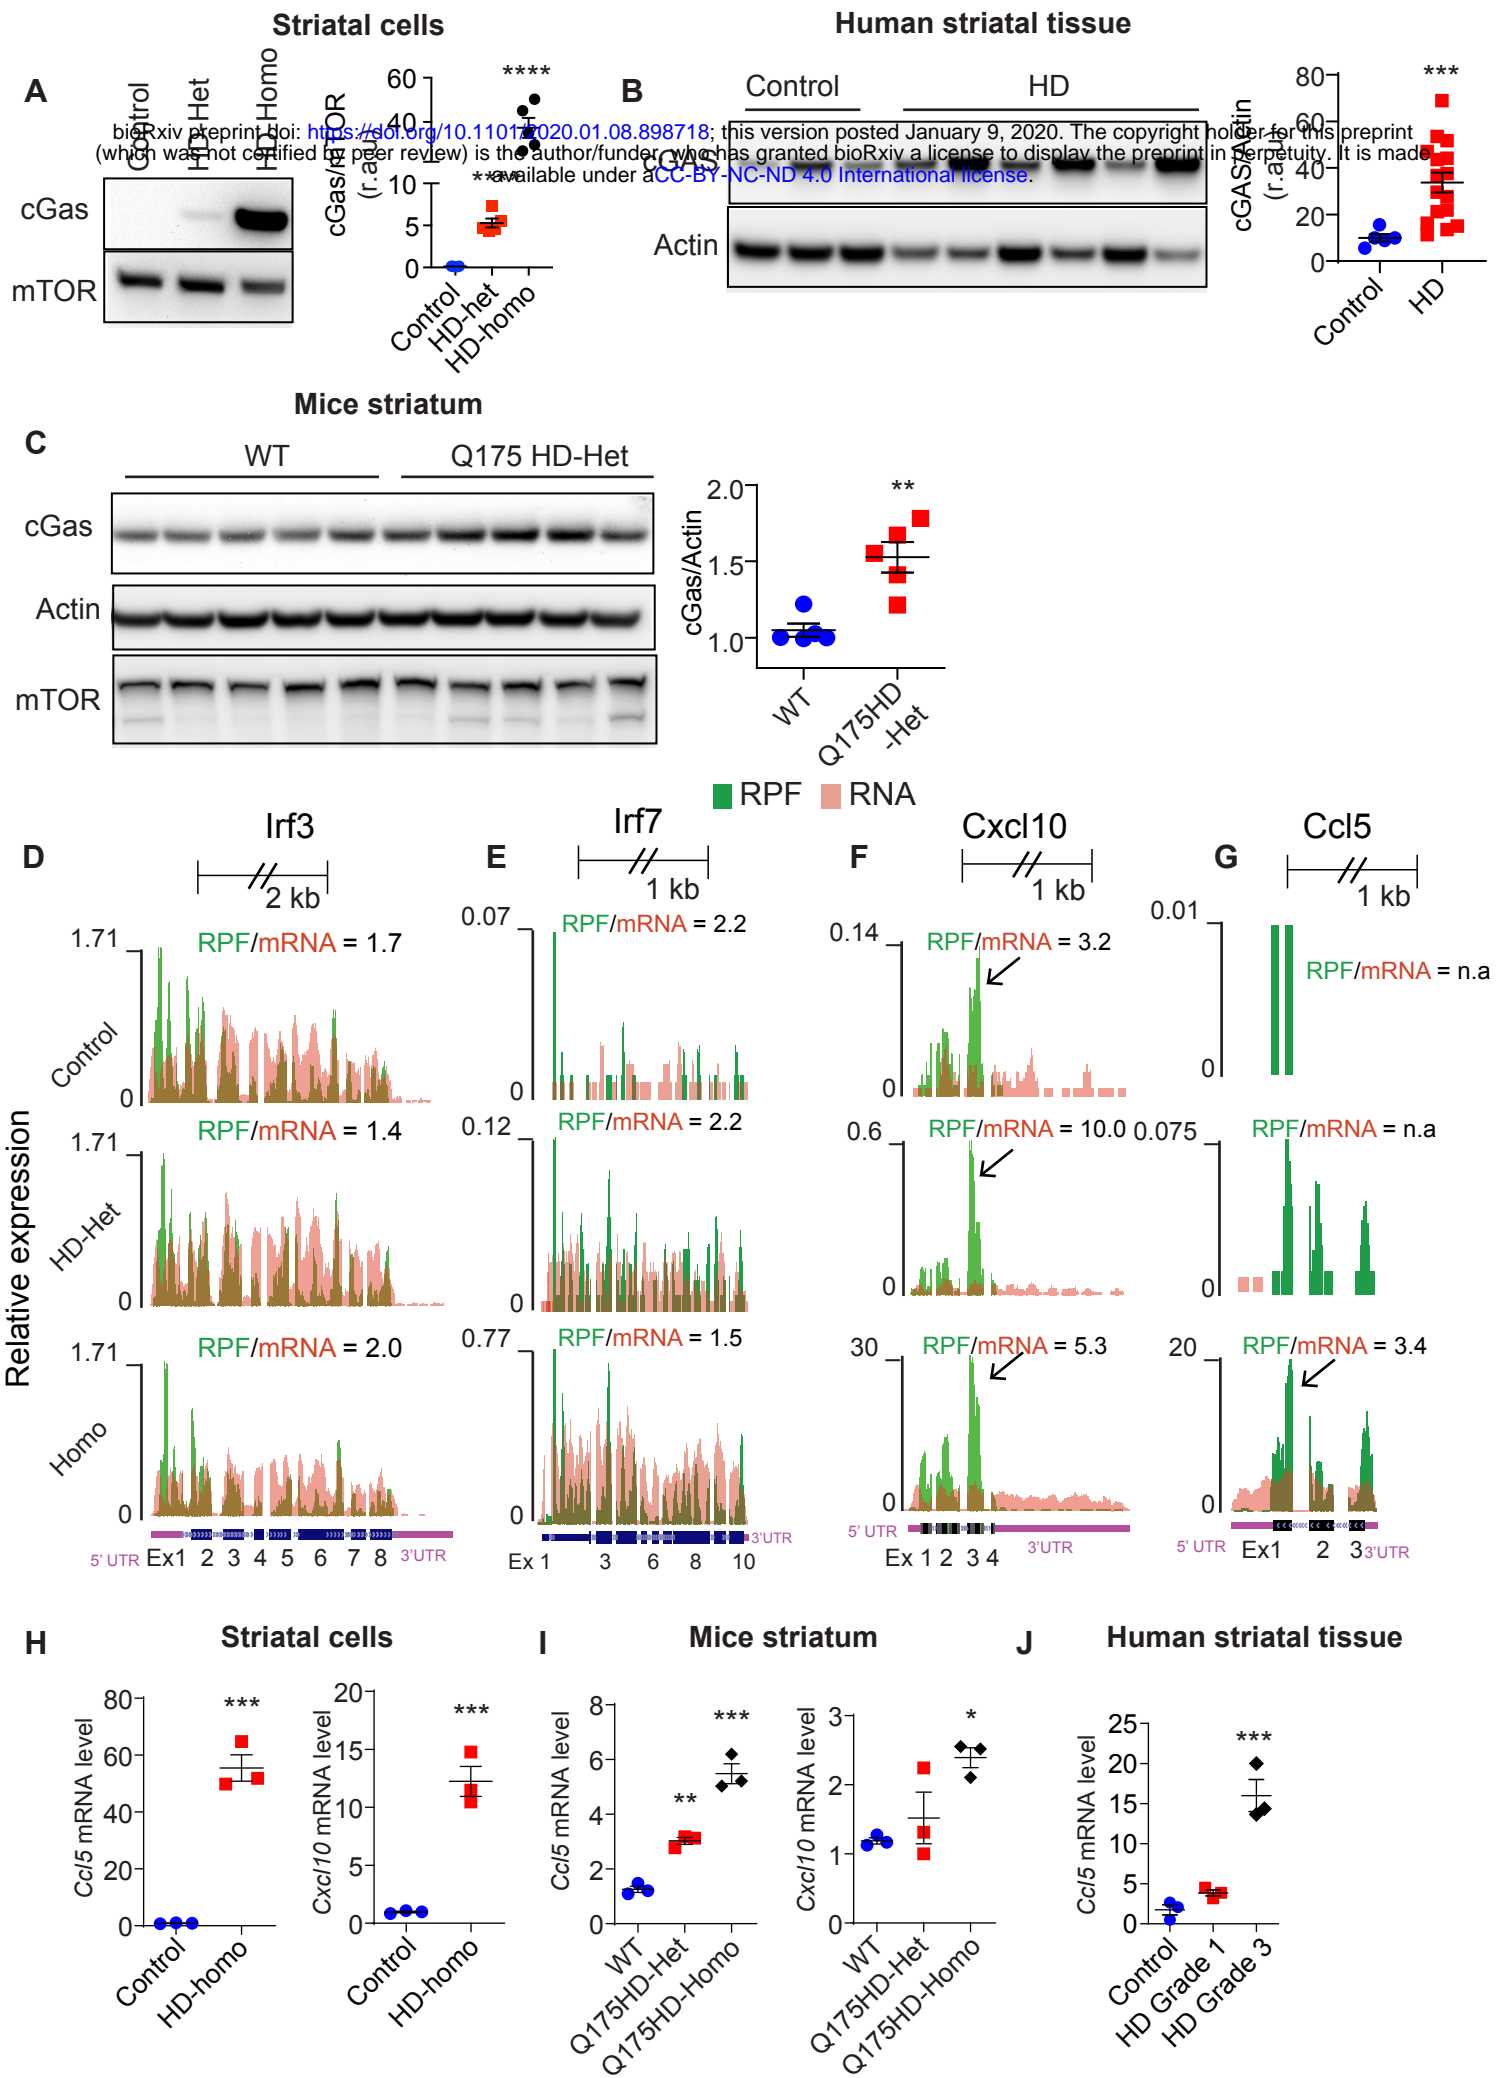 Striatal cells
Human striatal tissue
A
Control
HD-Het
HD-Homo
cGas
mTOR
cGas/mTOR
(r.a.u)
60
40
10
5
0
****
****
Control
HD-het
HD-homo
B
Control
HD
cGAS
Actin
cGAS/Actin
(r.a.u)
80
60
40
20
0
***
Control
HD
bioRxiv preprint doi: https://doi.org/10.1101/2020.01.08.898718; this version posted January 9, 2020. The copyright holder for this preprint
(which was not certified by peer review) is the author/funder, who has granted bioRxiv a license to display the preprint in perpetuity. It is made
available under aCC-BY-NC-ND 4.0 International license.
Mice striatum
C
WT
Q175 HD-Het
cGas
Actin
mTOR
cGas/Actin
2.0
1.5
1.0
**
WT
Q175HD
-Het
RPF
RNA
Relative expression
Control
HD-Het
Homo
D
Irf3
2 kb
1.71
RPF/mRNA = 1.7
0
1.71
RPF/mRNA = 1.4
0
1.71
RPF/mRNA = 2.0
0
5' UTR
Ex1 2 3 4 5 6 7 8
3'UTR
E
Irf7
1 kb
0.07
RPF/mRNA = 2.2
0
0.12
RPF/mRNA = 2.2
0
0.77
RPF/mRNA = 1.5
0
Ex 1 3 6 8 10
3'UTR
F
Cxcl10
1 kb
0.14
RPF/mRNA = 3.2
0
0.6
RPF/mRNA = 10.0
0
30
RPF/mRNA = 5.3
0
5' UTR
Ex 1 2 3 4
3'UTR
G
Ccl5
1 kb
0.01
RPF/mRNA = n.a
0
0.075
RPF/mRNA = n.a
0
20
RPF/mRNA = 3.4
0
5' UTR
Ex1 2 3
3'UTR
H
Striatal cells
Ccl5 mRNA level
80
60
40
20
0
***
Control
HD-homo
Cxcl10 mRNA level
20
15
10
5
0
***
Control
HD-homo
I
Mice striatum
Ccl5 mRNA level
8
6
4
2
0
**
***
WT
Q175HD-Het
Q175HD-Homo
Cxcl10 mRNA level
3
2
1
0
*
WT
Q175HD-Het
Q175HD-Homo
J
Human striatal tissue
Ccl5 mRNA level
25
20
15
10
5
0
***
Control
HD Grade 1
HD Grade 3